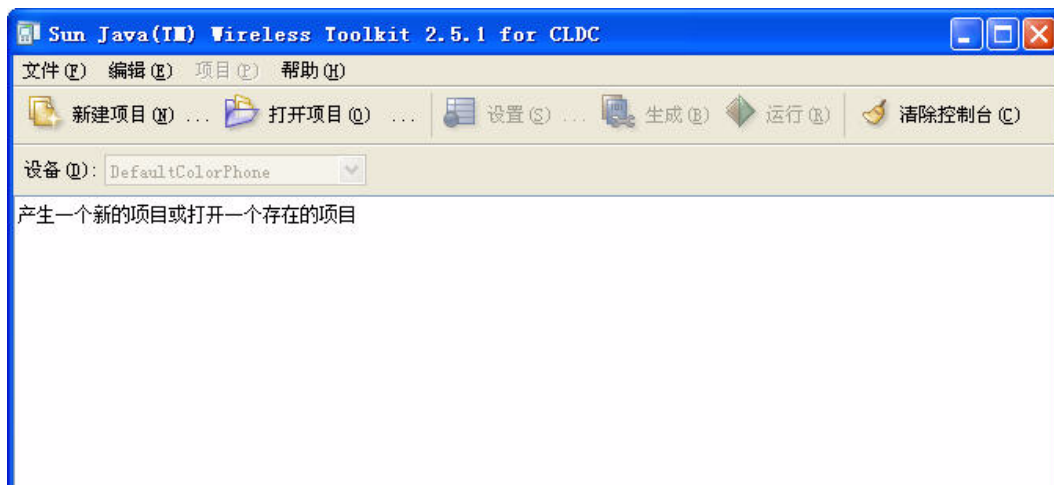 Sun Java(TM) Wireless Toolkit 2.5.1 for CLDC
文件(F) 编辑(E) 项目(P) 帮助(H)
新建项目(N) ... 打开项目(O) ... 设置(S) ... 生成(B) 运行(R) 清除控制台(C)
设备(D): DefaultColorPhone
产生一个新的项目或打开一个存在的项目